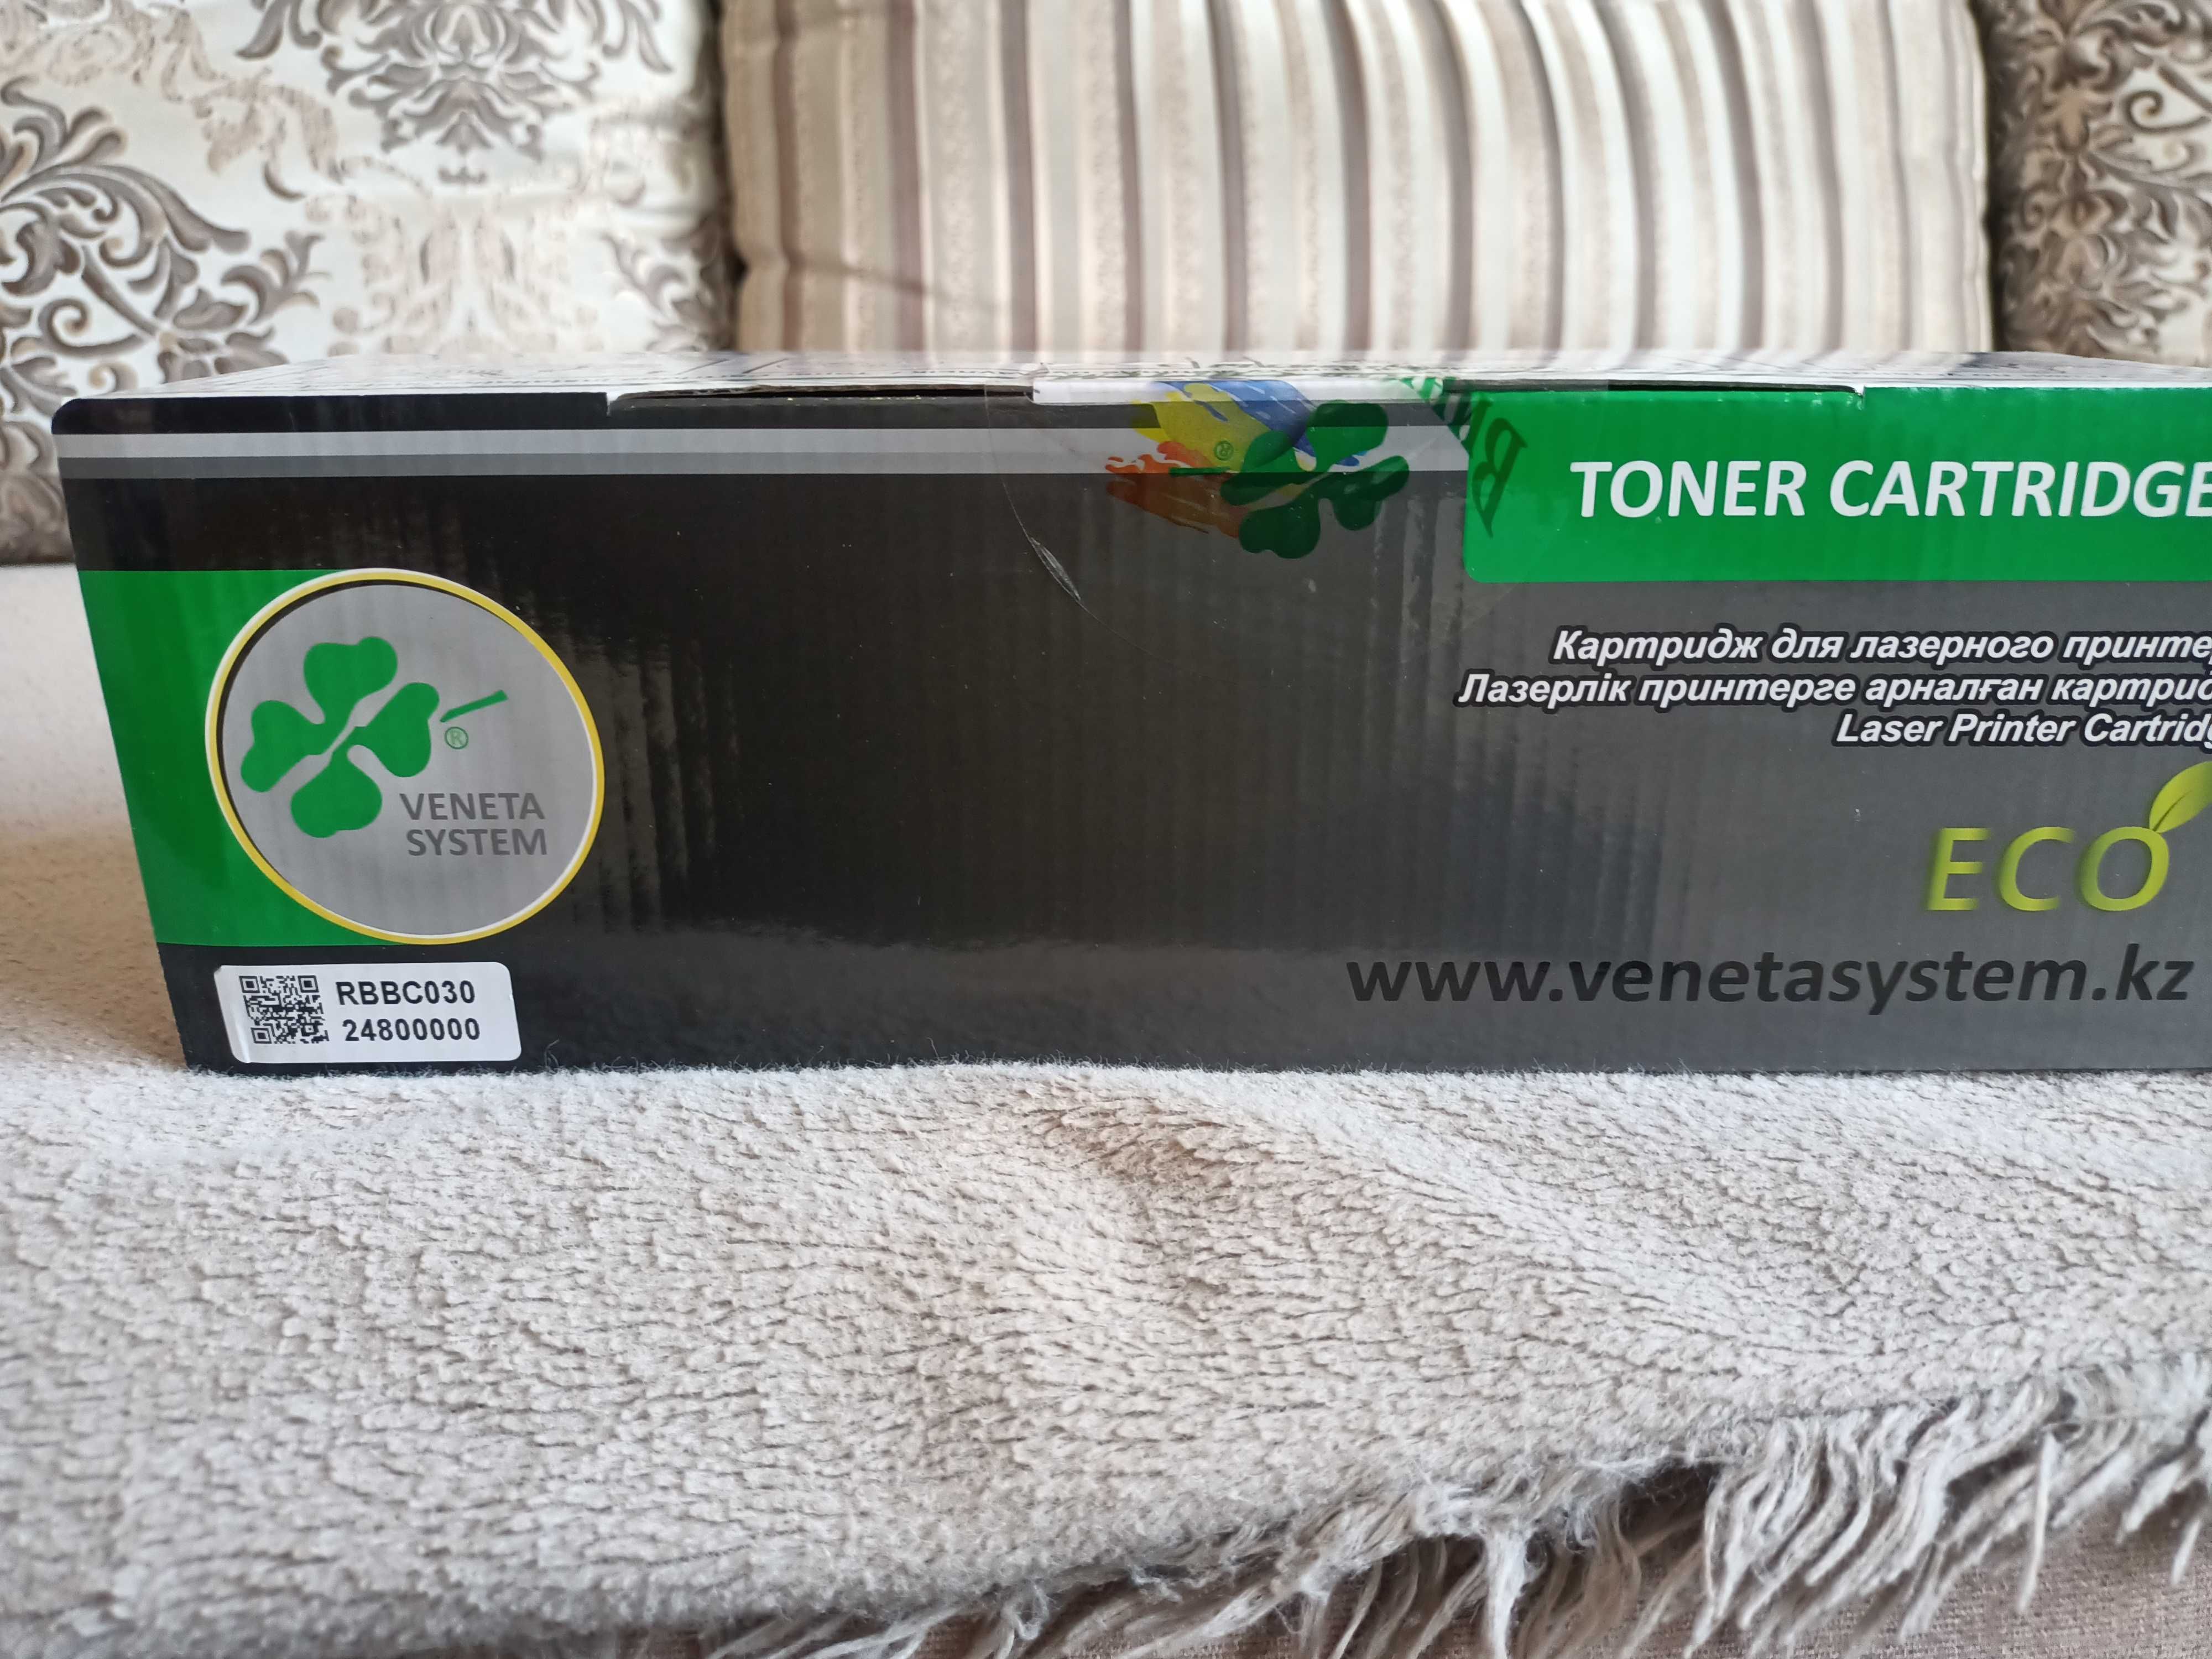 TONER CARTRIDGE
Картридж для лазерного принтер
Лазерлік принтерге арналған картрид
Laser Printer Cartridg
ECO
www.venetasystem.kz
®
VENETA
SYSTEM
RBBC030
24800000